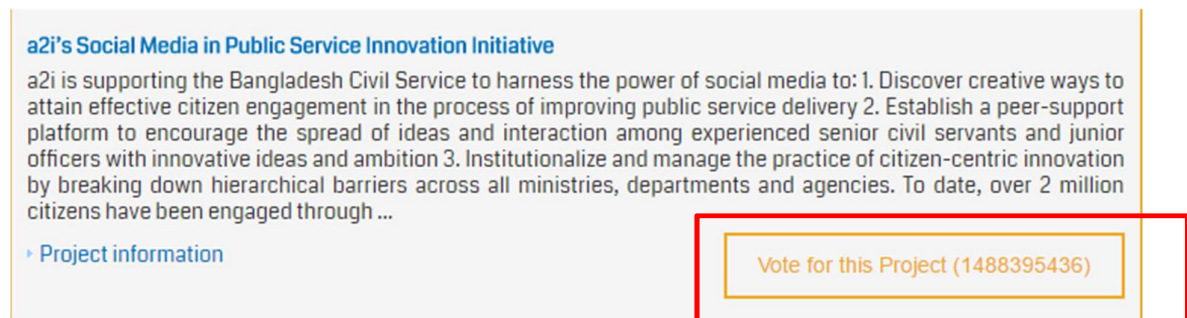 a2i's Social Media in Public Service Innovation Initiative
a2i is supporting the Bangladesh Civil Service to harness the power of social media to: 1. Discover creative ways to
attain effective citizen engagement in the process of improving public service delivery 2. Establish a peer-support
platform to encourage the spread of ideas and interaction among experienced senior civil servants and junior
officers with innovative ideas and ambition 3. Institutionalize and manage the practice of citizen-centric innovation
by breaking down hierarchical barriers across all ministries, departments and agencies. To date, over 2 million
citizens have been engaged through ...
Project information
Vote for this Project (1488395436)